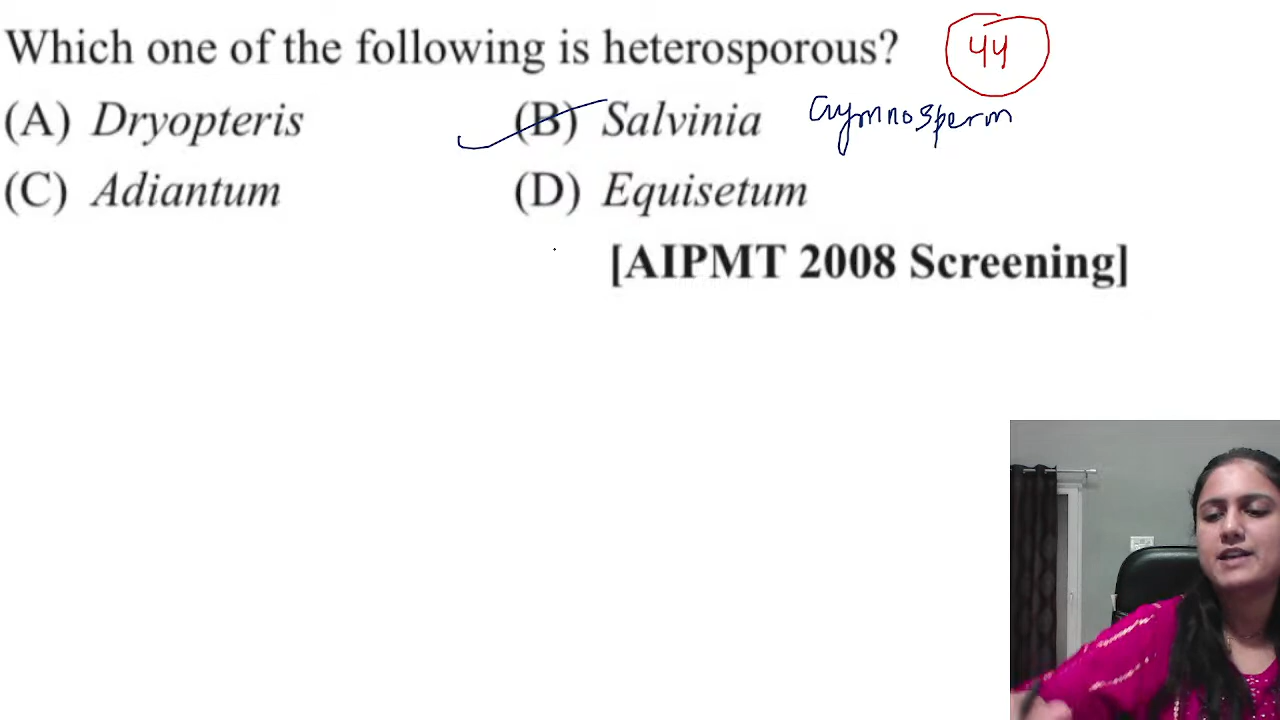 Which one of the following is heterosporous? 44
(A) Dryopteris (B) Salvinia Gymnosperm
(C) Adiantum (D) Equisetum
[AIPMT 2008 Screening]